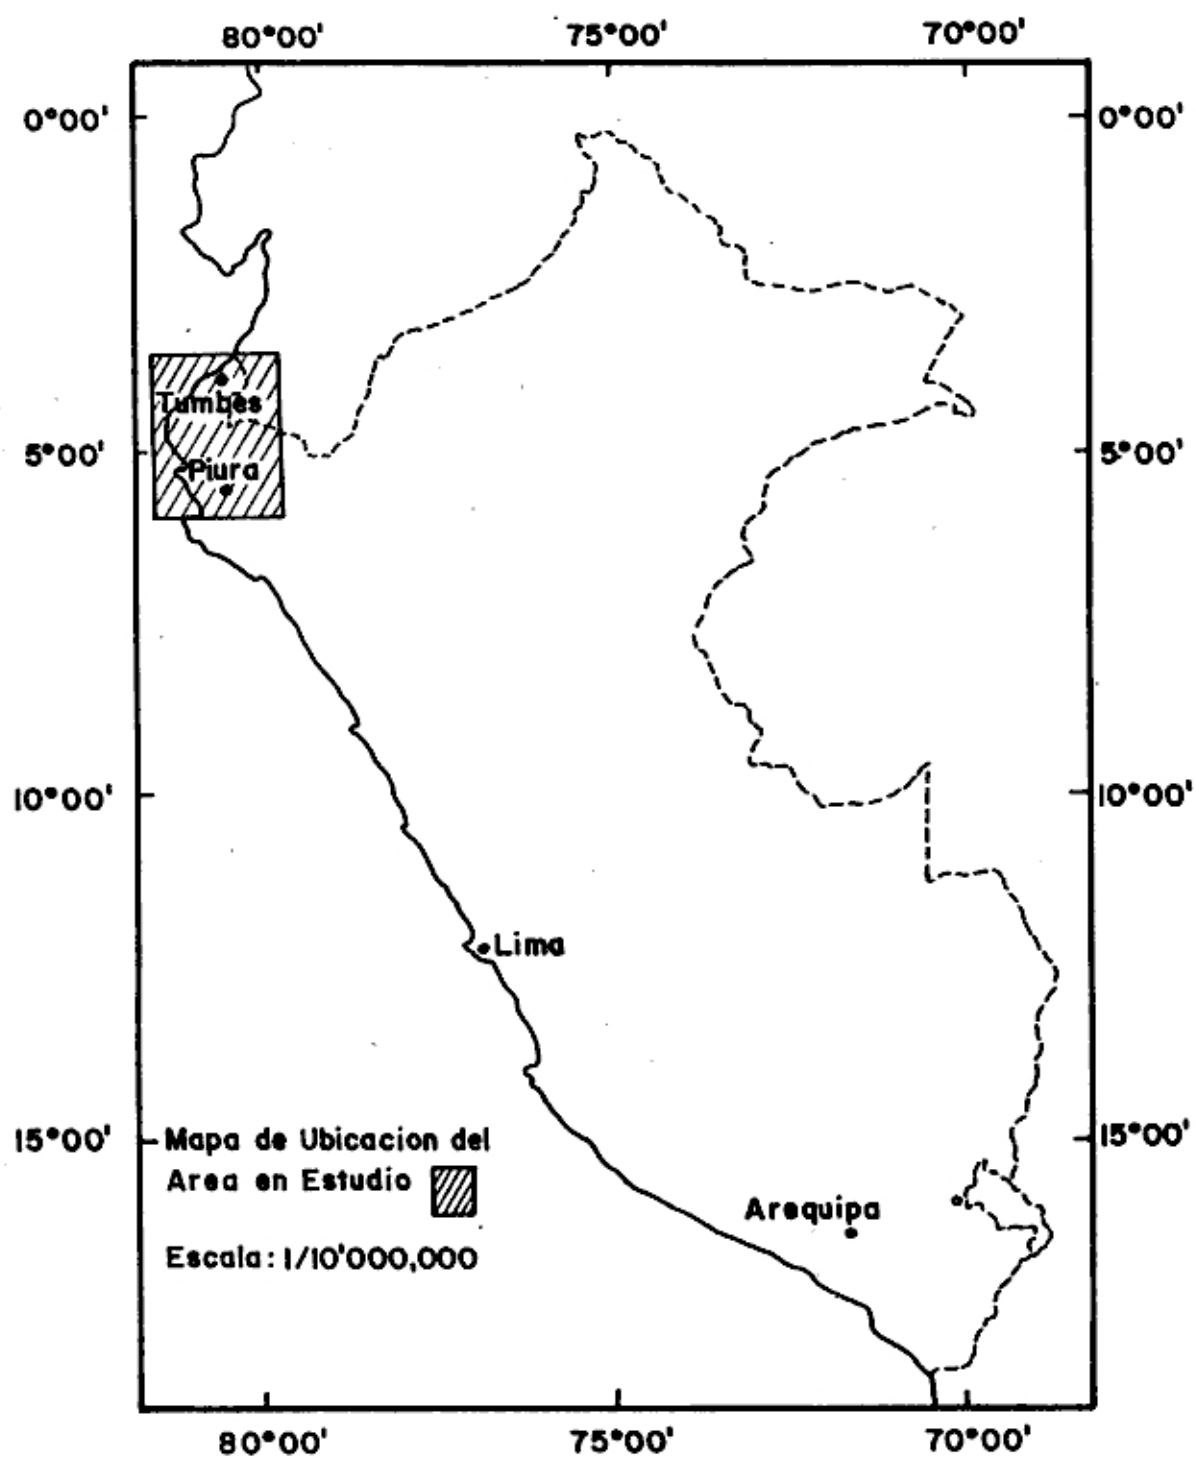 80°00' 75°00' 70°00'
0°00' 0°00'
Tumbes
5°00' 5°00'
Piura
10°00' 10°00'
Lima
15°00' Mapa de Ubicacion del 15°00'
Area en Estudio
Arequipa
Escala: 1/10'000,000
80°00' 75°00' 70°00'